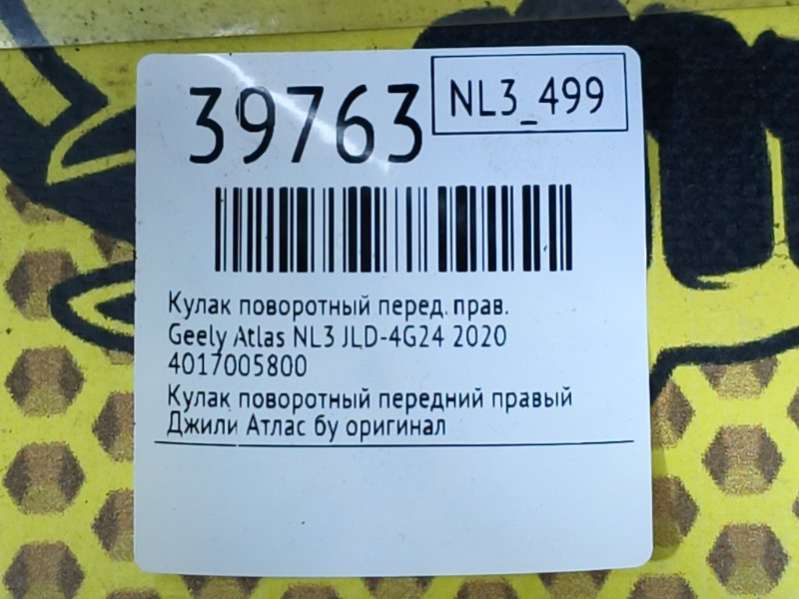 39763
NL3_499
Кулак поворотный перед. прав.
Geely Atlas NL3 JLD-4G24 2020
4017005800
Кулак поворотный передний правый
Джили Атлас бу оригинал